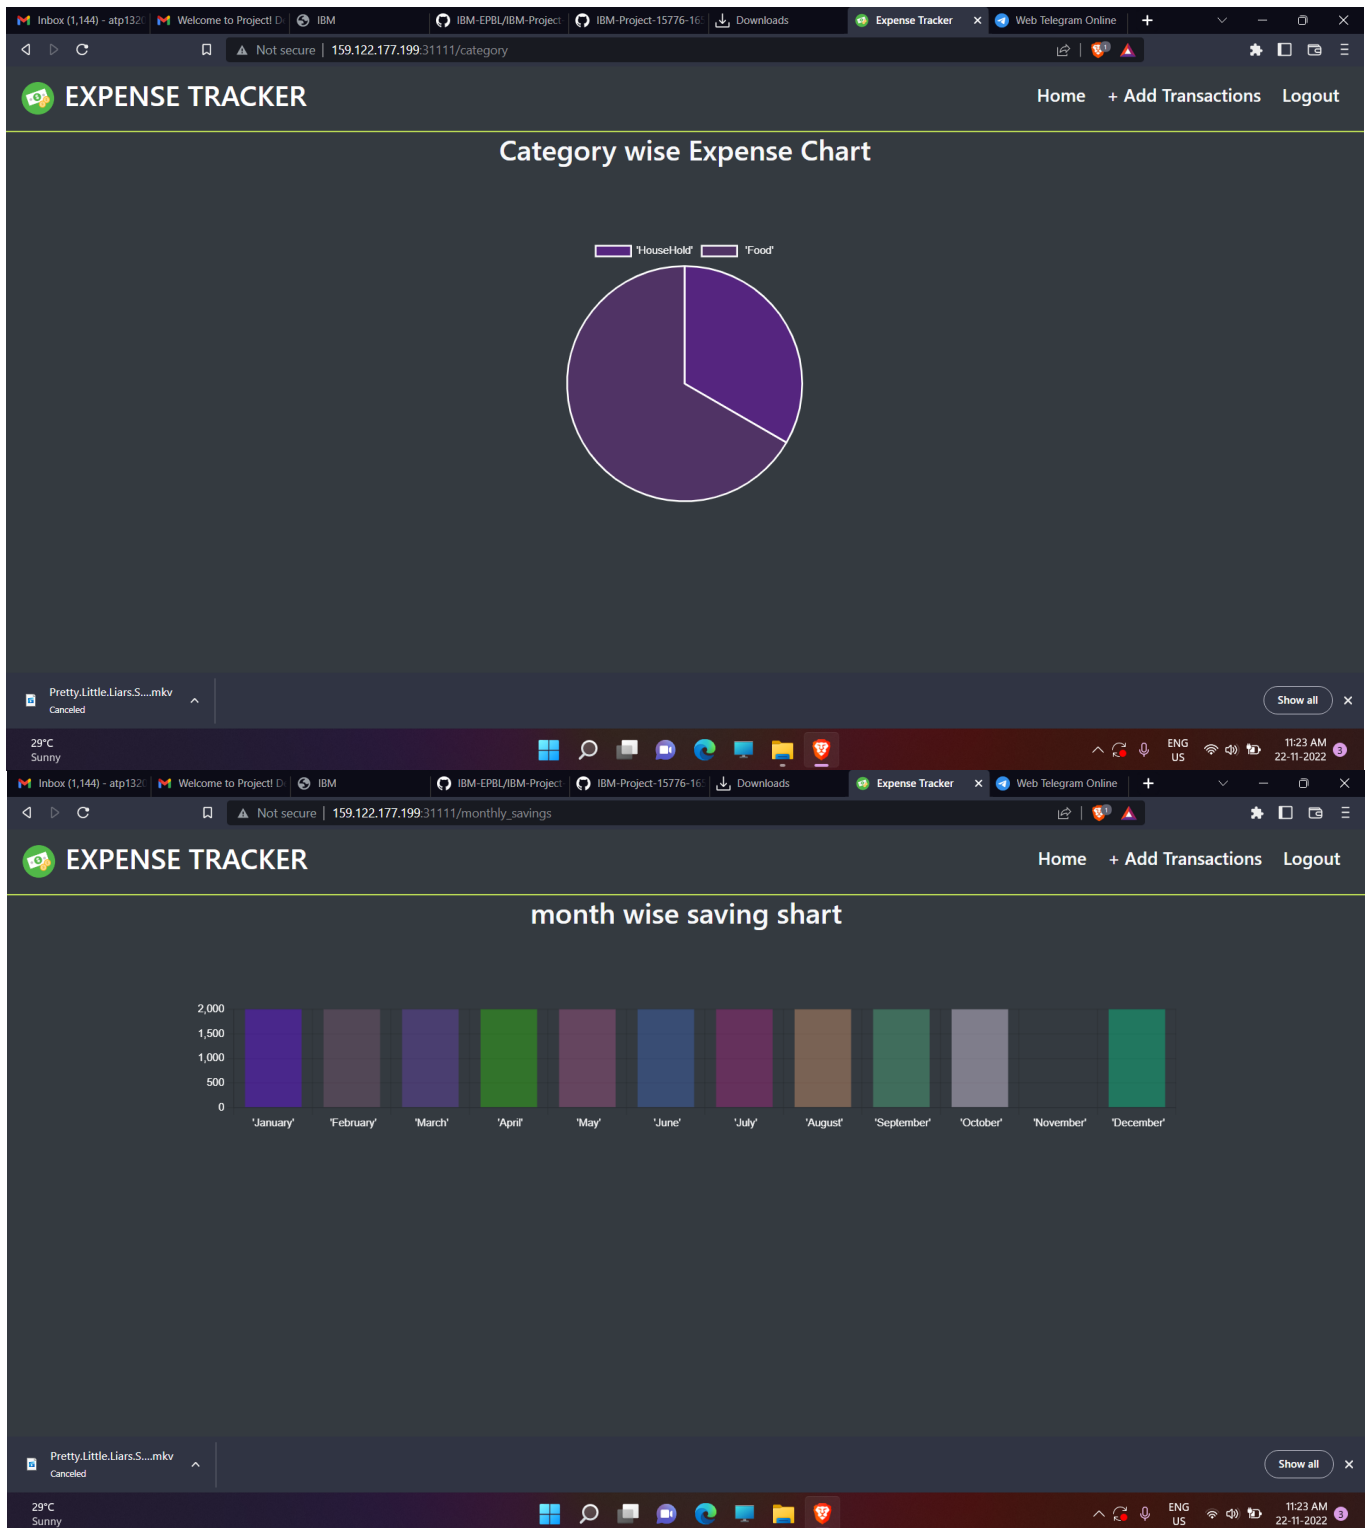 Inbox (1,144) - atp132 Welcome to Project! D IBM IBM-EPBL/IBM-Project IBM-Project-15776-16 Downloads Expense Tracker Web Telegram Online
Not secure | 159.122.177.199:31111/category
EXPENSE TRACKER Home + Add Transactions Logout
Category wise Expense Chart
'HouseHold' 'Food'
Pretty.Little.Liars.S....mkv
Canceled
Show all
29°C
Sunny
ENG
US
11:23 AM
22-11-2022
3
Inbox (1,144) - atp132 Welcome to Project! D IBM IBM-EPBL/IBM-Project IBM-Project-15776-16 Downloads Expense Tracker Web Telegram Online
Not secure | 159.122.177.199:31111/monthly_savings
EXPENSE TRACKER Home + Add Transactions Logout
month wise saving shart
2,000
1,500
1,000
500
0
'January' 'February' 'March' 'April' 'May' 'June' 'July' 'August' 'September' 'October' 'November' 'December'
Pretty.Little.Liars.S....mkv
Canceled
Show all
29°C
Sunny
ENG
US
11:23 AM
22-11-2022
3